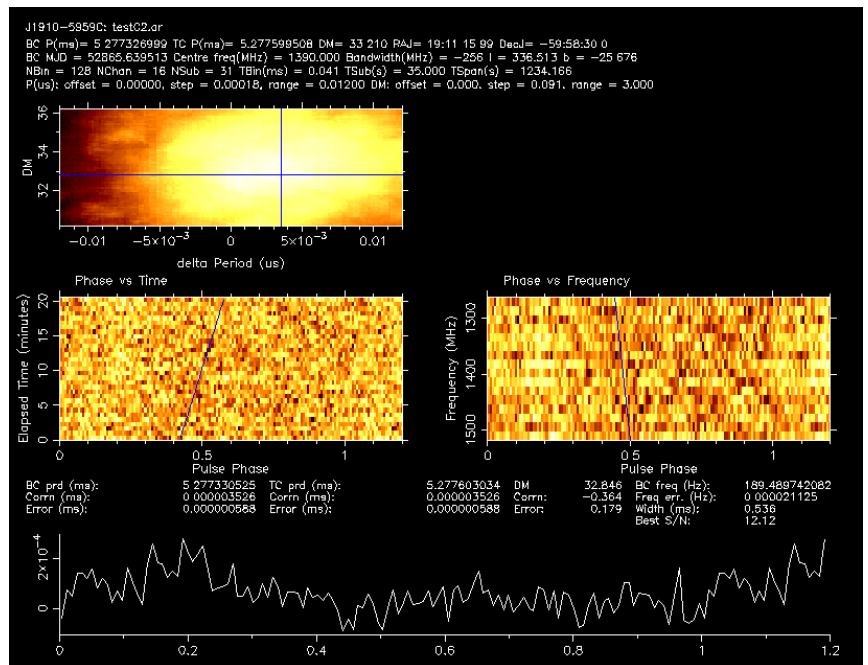 J1910-5959C: testC2.ar
BC P(ms)= 5 277326999 TC P(ms)= 5.277599508 DM= 33 210 RAJ= 19:11 15 99 DecJ= -59:58:30 0
BC MJD = 52865.639513 Centre freq(MHz) = 1390.000 Bandwidth(MHz) = -256 l = 336.513 b = -25 676
NBin = 128 NChan = 16 NSub = 31 TBin(ms) = 0.041 TSub(s) = 35.000 TSpan(s) = 1234.166
P(us): offset = 0.00000, step = 0.00018, range = 0.01200 DM: offset = 0.000, step = 0.091, range = 3.000
36
34
32
DM
-0.01 -5×10⁻³ 0 5×10⁻³ 0.01
delta Period (us)
Phase vs Time
20
15
10
5
0
Elapsed Time (minutes)
0 0.5 1
Pulse Phase
Phase vs Frequency
1300
1400
1500
Frequency (MHz)
0 0.5 1
Pulse Phase
BC prd (ms): 5 277330525 TC prd (ms): 5.277603034 DM 32.846 BC freq (Hz): 189.489742082
Corrn (ms): 0 000003526 Corrn (ms): 0.000003526 Corrn: -0.364 Freq err. (Hz): 0 000021125
Error (ms): 0.000000588 Error (ms): 0.000000588 Error: 0.179 Width (ms): 0.536
Best S/N: 12.12
2×10⁻⁴
0
0 0.2 0.4 0.6 0.8 1 1.2